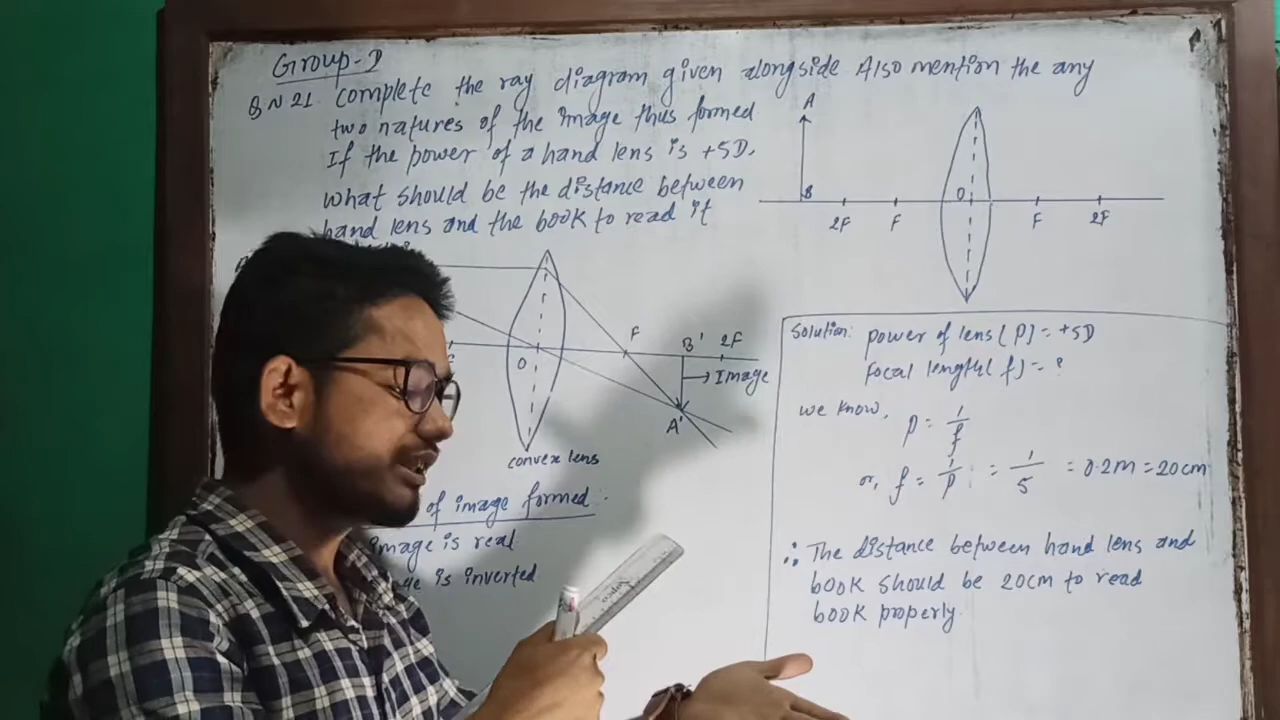 Group-D
Q N 21. Complete the ray diagram given alongside Also mention the any
two natures of the image thus formed
If the power of a hand lens is +5D,
what should be the distance between
hand lens and the book to read it
A
B
2F
F
O
F
2F
O
F
B'
2F
Image
A'
convex lens
of image formed:
image is real
is inverted
Solution: power of lens (P) = +5D
Focal length (f) = ?
we know,
P = 1/f
or, f = 1/P = 1/5 = 0.2m = 20cm
∴ The distance between hand lens and
book should be 20cm to read
book properly.